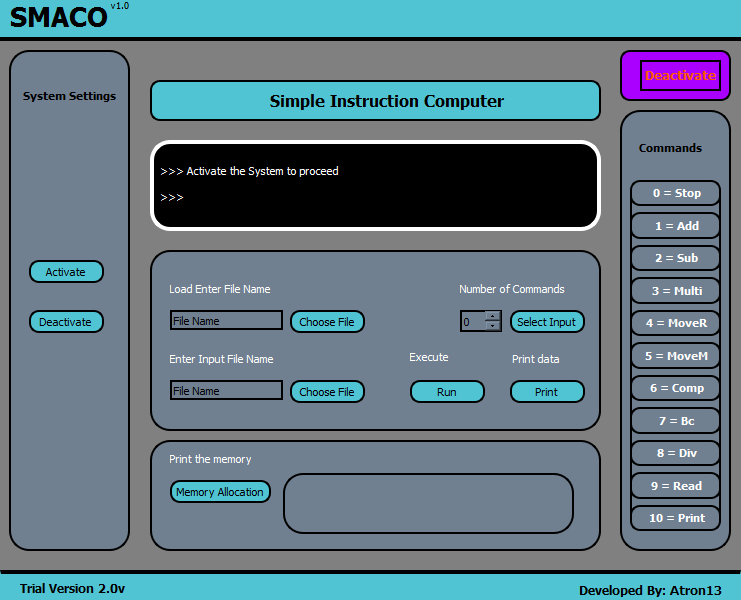 SMACO v1.0
System Settings
Activate
Deactivate
Simple Instruction Computer
>>> Activate the System to proceed
>>>
Load Enter File Name
File Name
Choose File
Number of Commands
0
Select Input
Enter Input File Name
File Name
Choose File
Execute
Run
Print data
Print
Print the memory
Memory Allocation
Deactivate
Commands
0 = Stop
1 = Add
2 = Sub
3 = Multi
4 = MoveR
5 = MoveM
6 = Comp
7 = Bc
8 = Div
9 = Read
10 = Print
Trial Version 2.0v
Developed By: Atron13